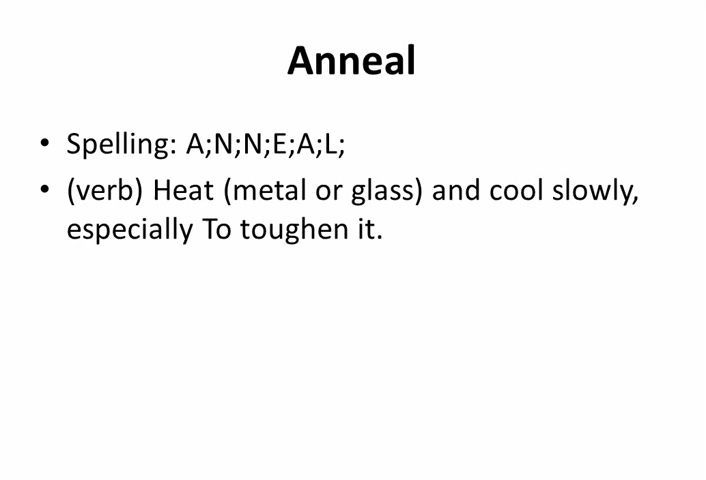 Anneal
• Spelling: A;N;N;E;A;L;
• (verb) Heat (metal or glass) and cool slowly,
especially To toughen it.